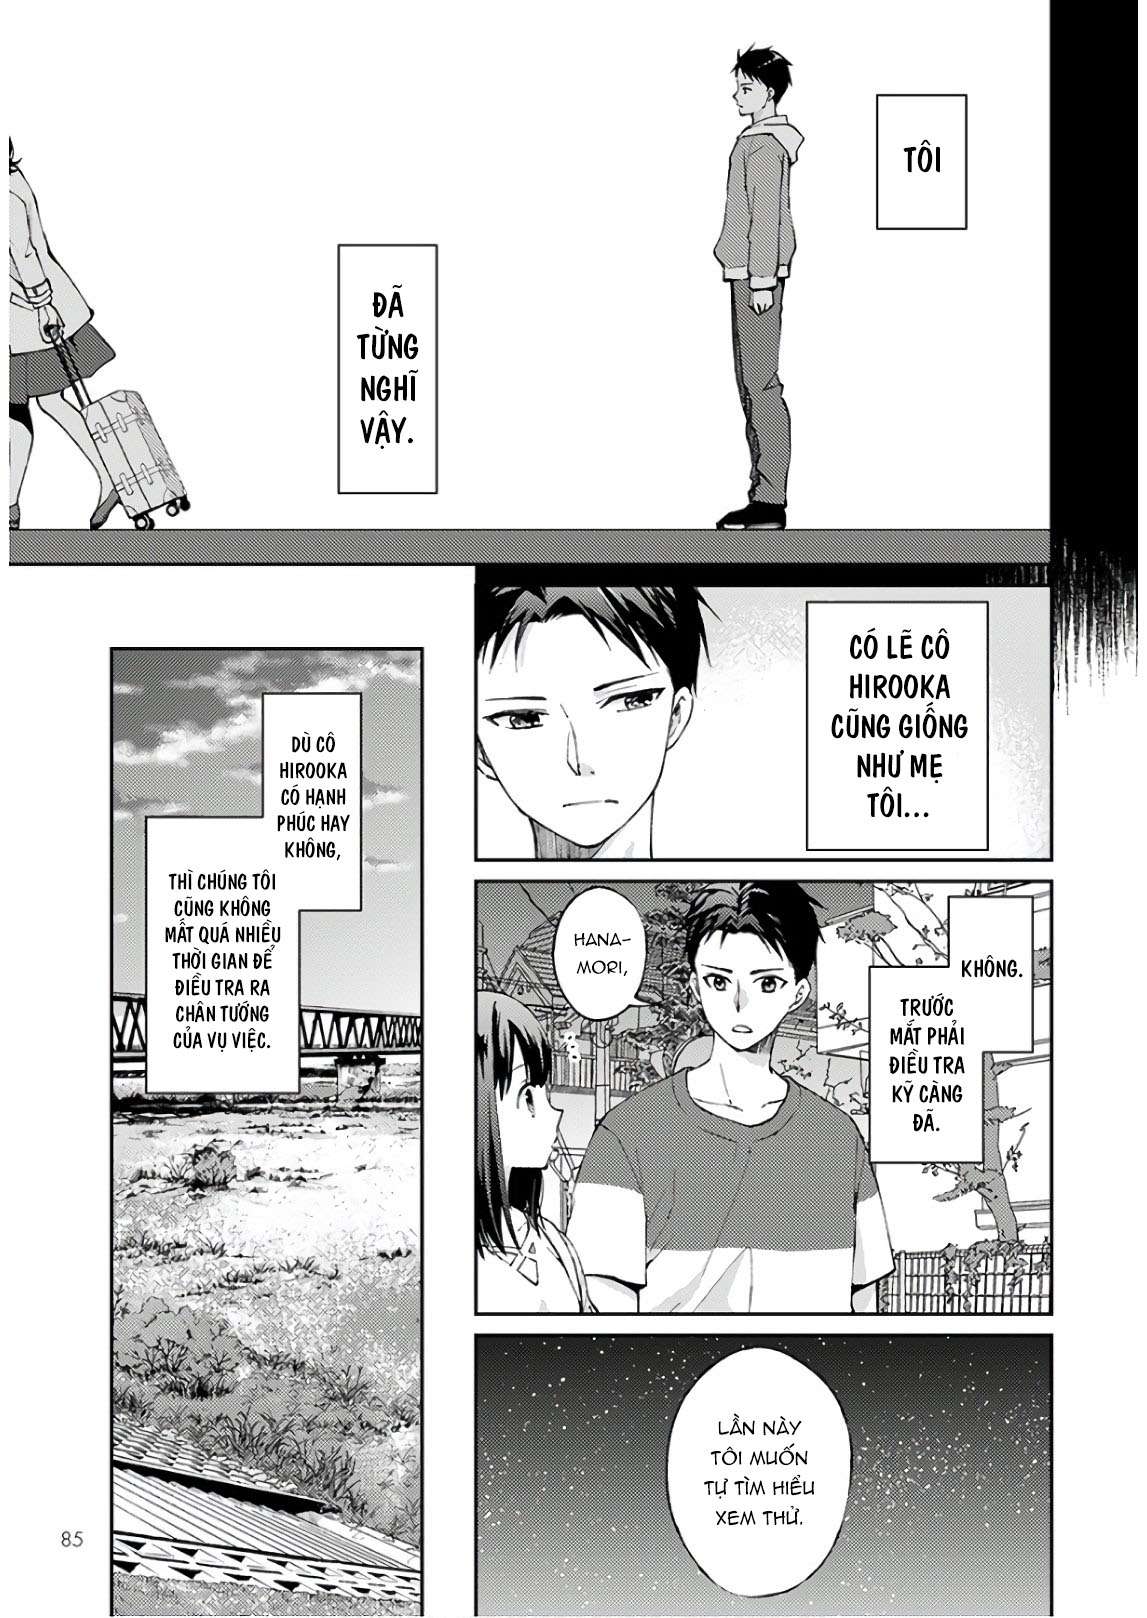 TÔI
ĐÃ
TỪNG
NGHĨ
VẬY.
CÓ LẼ CÔ
HIROOKA
CŨNG GIỐNG
NHƯ MẸ
TÔI...
KHÔNG.
TRƯỚC
MẮT PHẢI
ĐIỀU TRA
KỸ CÀNG
ĐÃ.
HANA-
MORI,
LẦN NÀY
TÔI MUỐN
TỰ TÌM HIỂU
XEM THỬ.
DÙ CÔ
HIROOKA
CÓ HẠNH
PHÚC HAY
KHÔNG,
THÌ CHÚNG TÔI
CŨNG KHÔNG
MẤT QUÁ NHIỀU
THỜI GIAN ĐỂ
ĐIỀU TRA RA
CHÂN TƯỚNG
CỦA VỤ VIỆC.
85